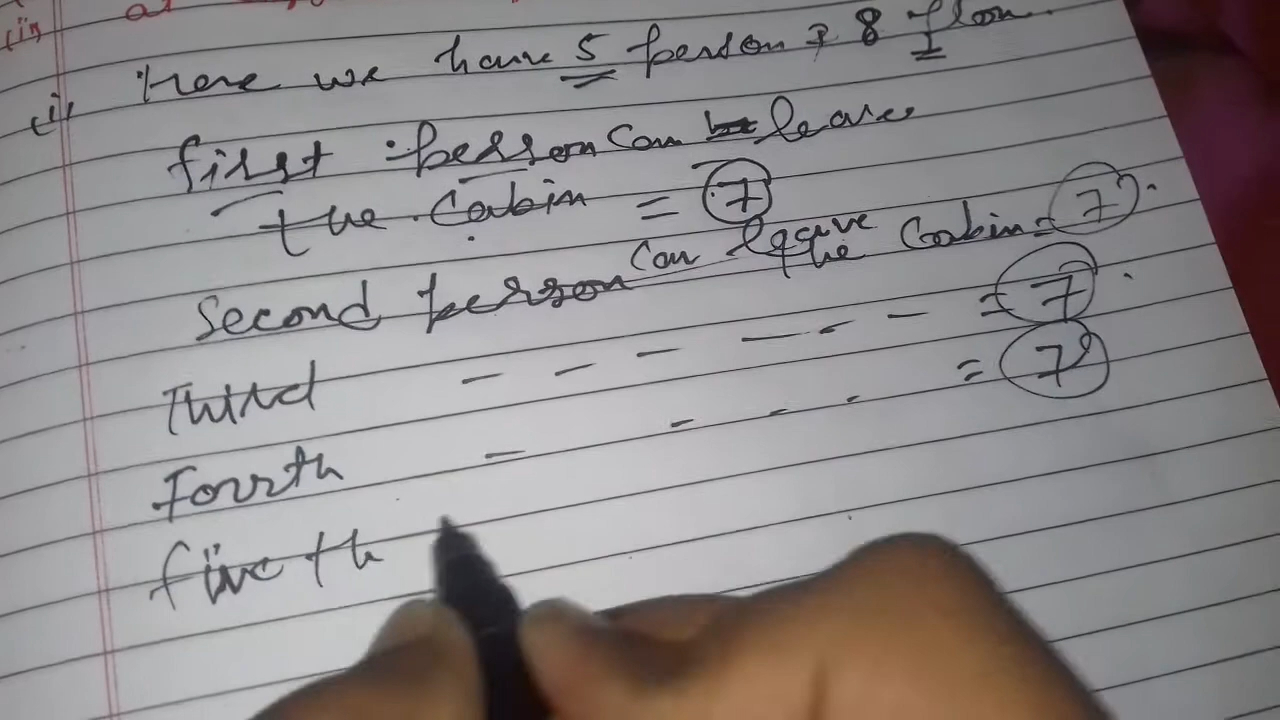 (ii) at
(i) Here we have 5 person & 8 floor.
first person can leave
the Cabin = 7
Second person can leave the Cabin = 7.
Third - - - - - - = 7
Fourth - - - - = 7
fiveth